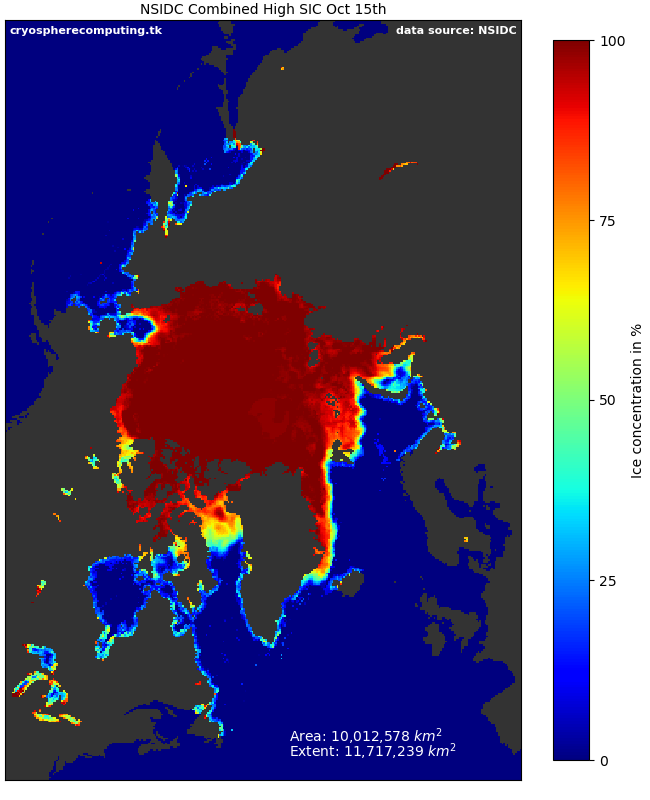 NSIDC Combined High SIC Oct 15th
cryospherecomputing.tk
data source: NSIDC
100
75
50
25
0
Ice concentration in %
Area: 10,012,578 km²
Extent: 11,717,239 km²